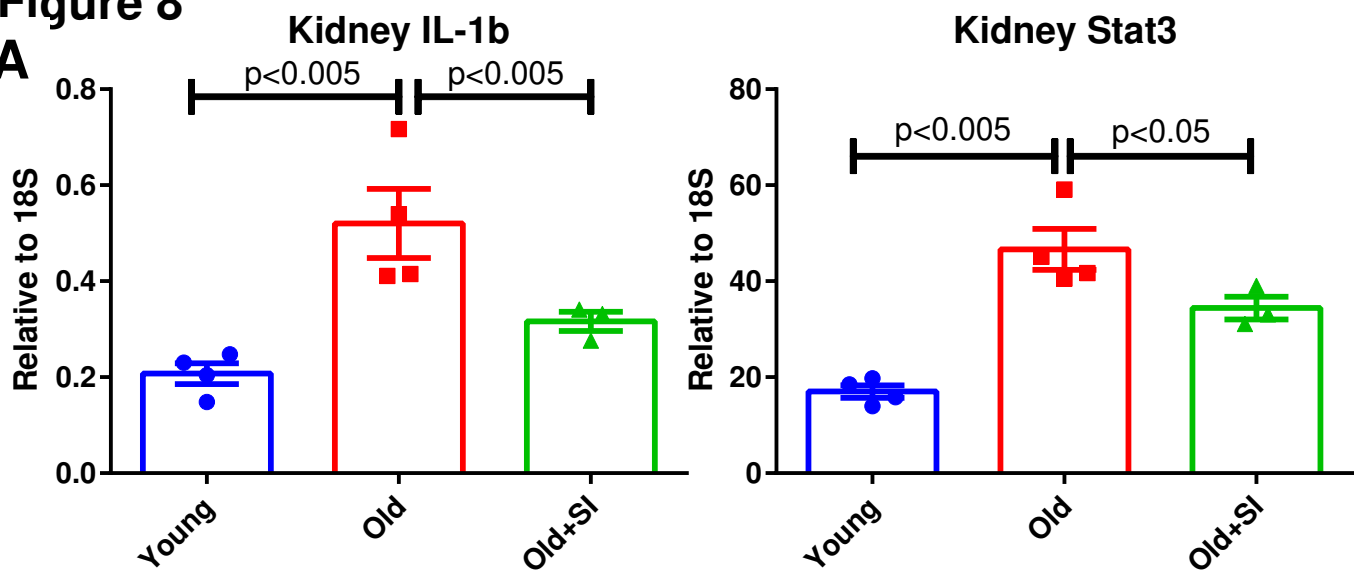 Figure 8
A
Kidney IL-1b
p<0.005 p<0.005
Relative to 18S
0.8
0.6
0.4
0.2
0.0
Young Old Old+SI
Kidney Stat3
p<0.005 p<0.05
Relative to 18S
80
60
40
20
0
Young Old Old+SI